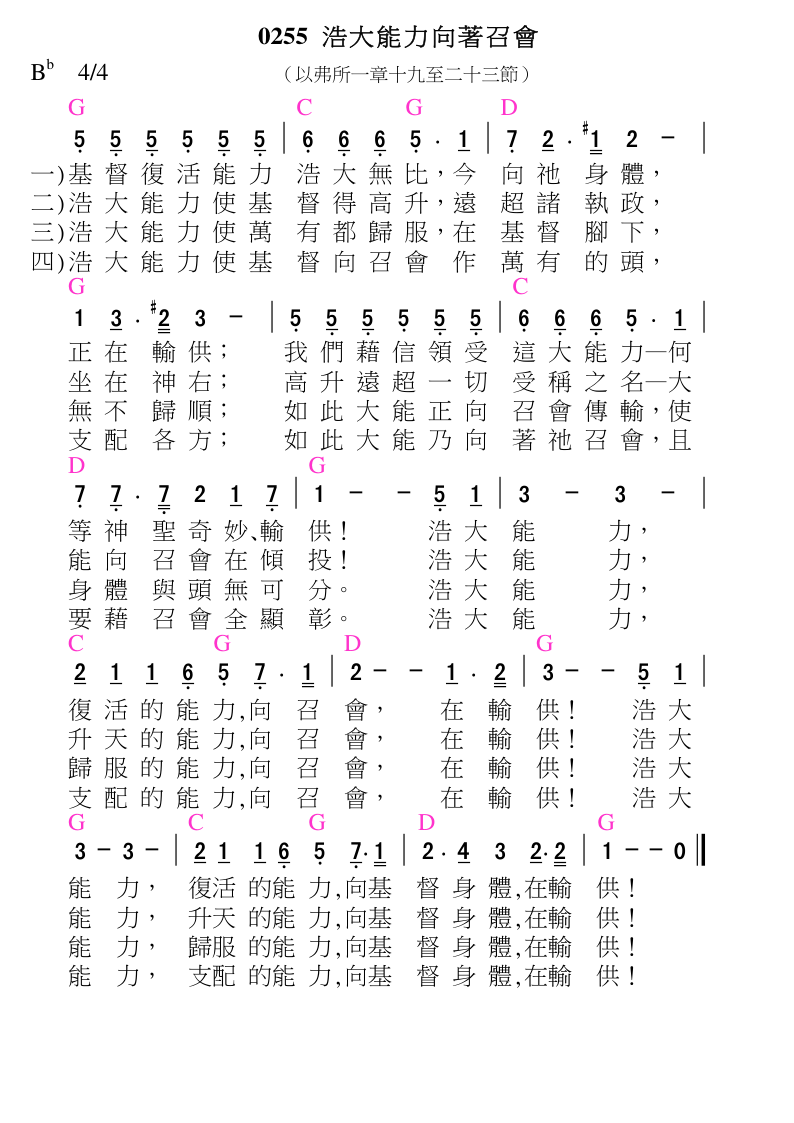 0255 浩大能力向著召會
B♭ 4/4 （以弗所一章十九至二十三節）
G C G D
5 5 5 5 5 5 | 6 6 6 5 · 1 | 7 2 · #1 2 － |
一)基督復活能力 浩大無比，今 向祂 身體，
二)浩大能力使基 督得高升，遠 超諸 執政，
三)浩大能力使萬 有都歸服，在 基督 腳下，
四)浩大能力使基 督向召會 作 萬有 的頭，
G C
1 3 · #2 3 － | 5 5 5 5 5 5 | 6 6 6 5 · 1 |
正在 輸供； 我們藉信領受 這大能力—何
坐在 神右； 高升遠超一切 受稱之名—大
無不 歸順； 如此大能正向 召會傳輸，使
支配 各方； 如此大能乃向 著祂召會，且
D G
7 7 · 7 2 1 7 | 1 － － 5 1 | 3 － 3 － |
等神 聖奇妙、輸 供！ 浩大 能 力，
能向 召會在傾 投！ 浩大 能 力，
身體 與頭無可 分。 浩大 能 力，
要藉 召會全顯 彰。 浩大 能 力，
C G D G
2 1 1 6 5 7 · 1 | 2 － － 1 · 2 | 3 － － 5 1 |
復活的能力,向 召 會， 在 輸 供！ 浩大
升天的能力,向 召 會， 在 輸 供！ 浩大
歸服的能力,向 召 會， 在 輸 供！ 浩大
支配的能力,向 召 會， 在 輸 供！ 浩大
G C G D G
3 － 3 － | 2 1 1 6 5 7 · 1 | 2 · 4 3 2 · 2 | 1 － － 0 ‖
能 力， 復活 的能 力,向基 督 身 體,在輸 供！
能 力， 升天 的能 力,向基 督 身 體,在輸 供！
能 力， 歸服 的能 力,向基 督 身 體,在輸 供！
能 力， 支配 的能 力,向基 督 身 體,在輸 供！